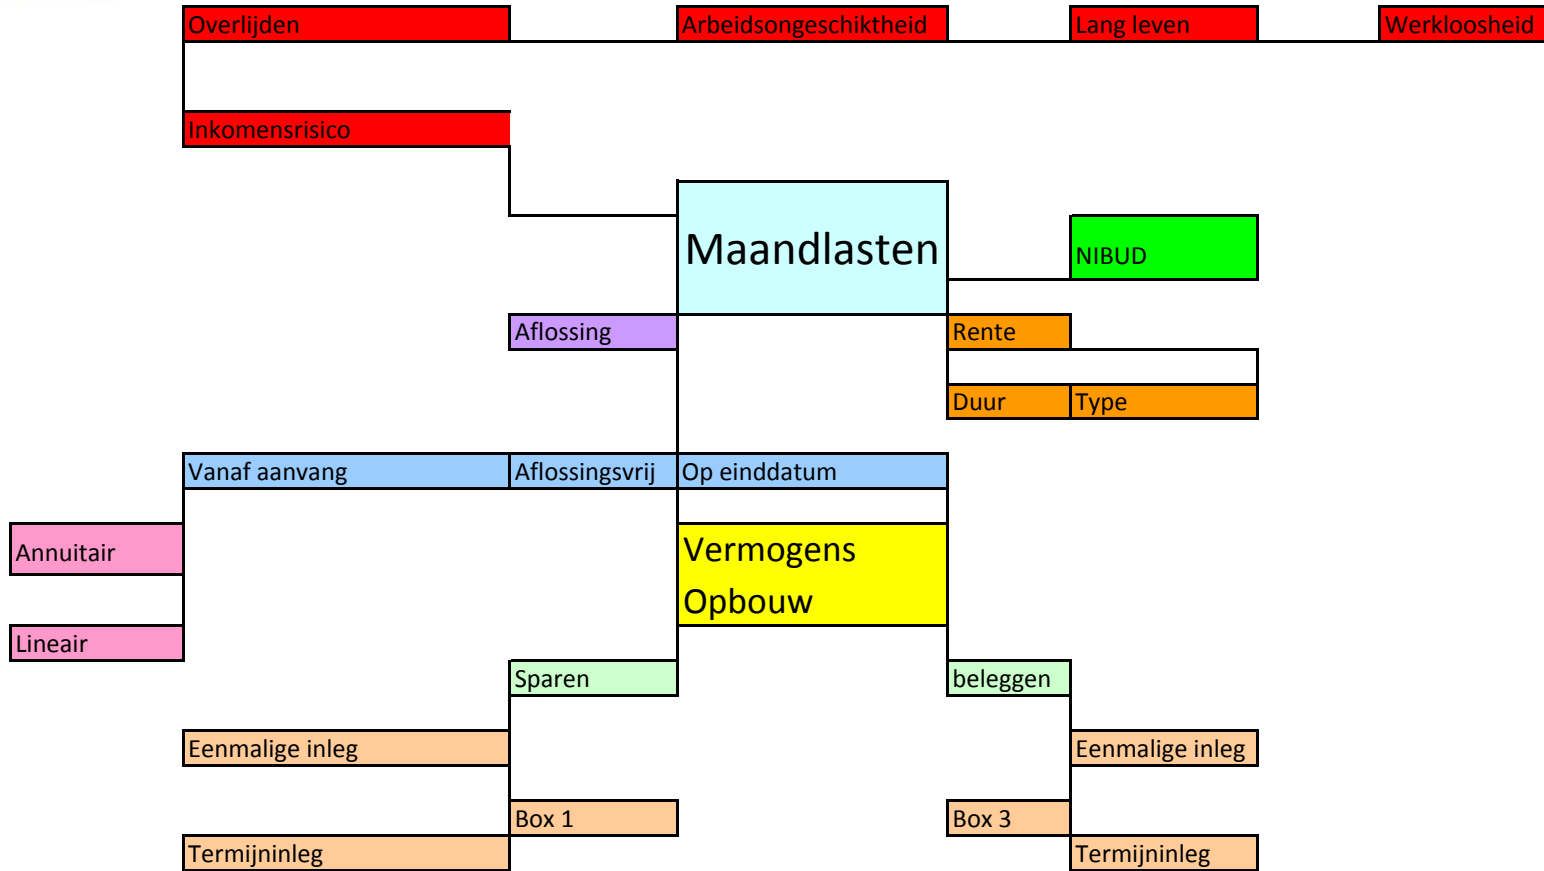 Overlijden Arbeidsongeschiktheid Lang leven Werkloosheid
Inkomensrisico
Maandlasten
NIBUD
Aflossing Rente
Duur Type
Vanaf aanvang Aflossingsvrij Op einddatum
Annuitair
Vermogens
Opbouw
Lineair
Sparen beleggen
Eenmalige inleg Eenmalige inleg
Box 1 Box 3
Termijninleg Termijninleg